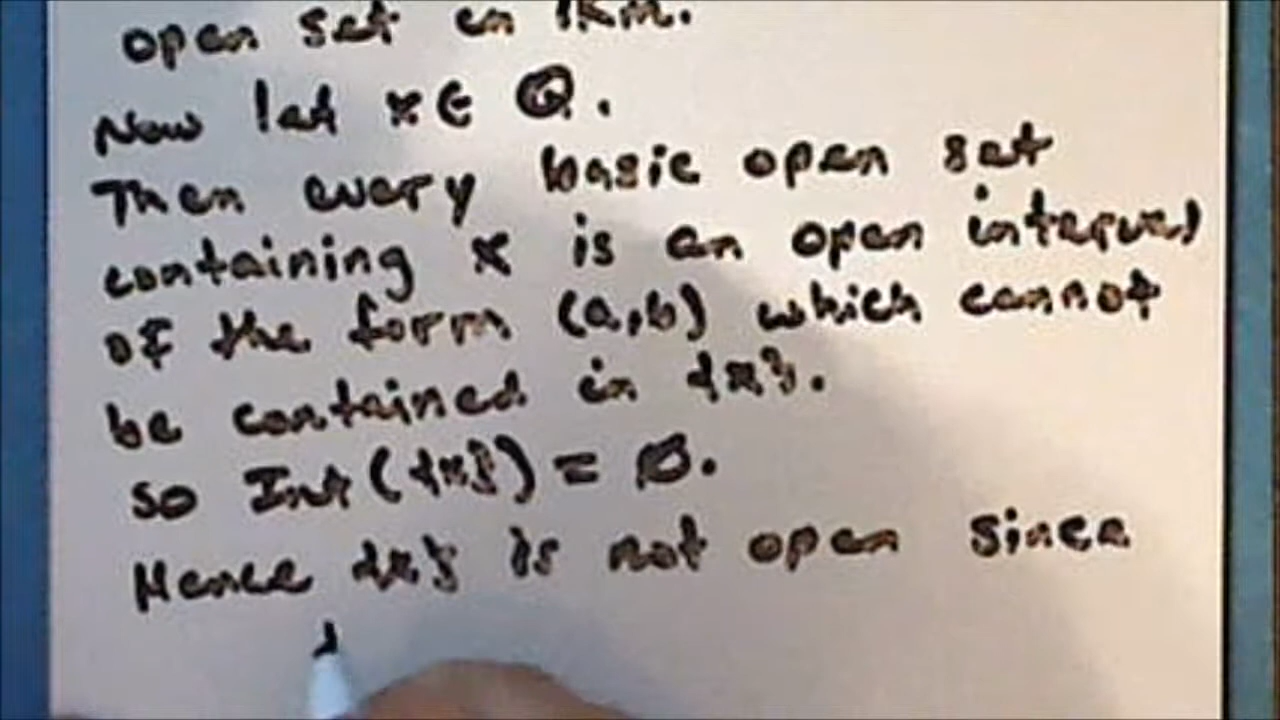 open set in ℝm.
Now let x ∈ Q.
Then every basic open set
containing x is an open interval
of the form (a,b) which cannot
be contained in {x}.
So Int({x}) = Ø.
Hence {x} is not open since